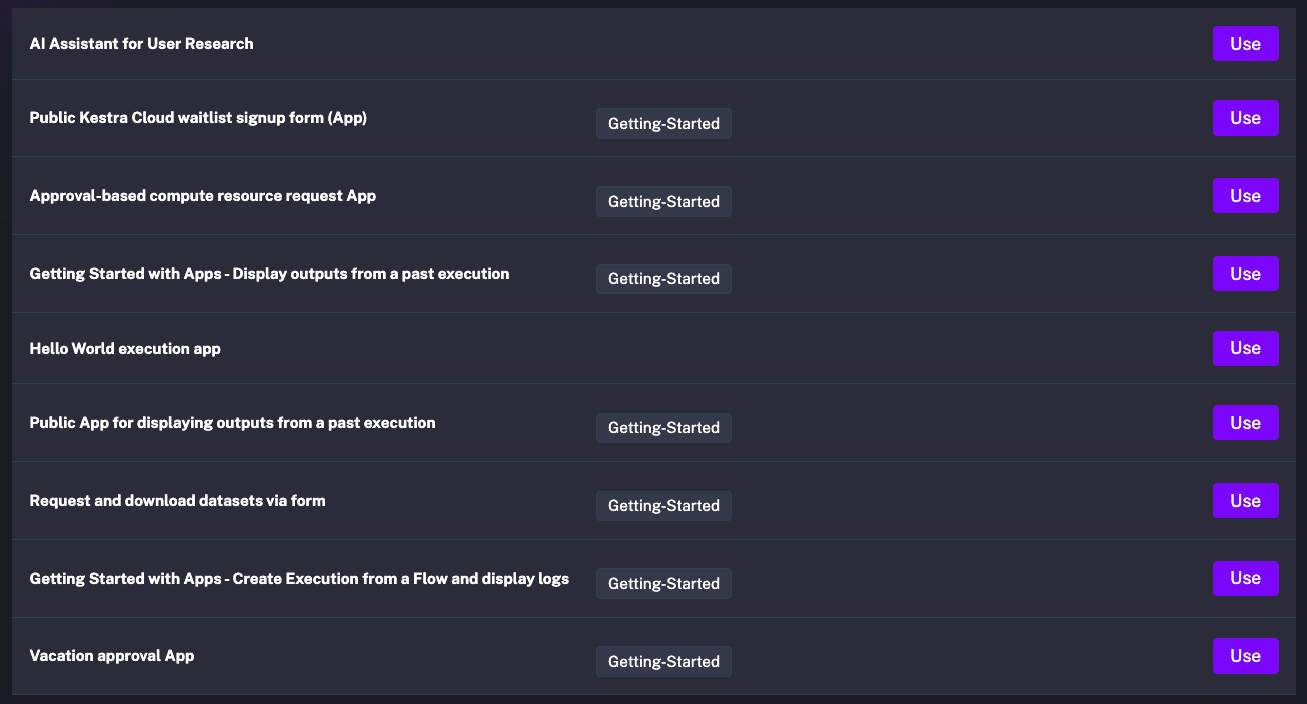 AI Assistant for User Research Use
Public Kestra Cloud waitlist signup form (App) Getting-Started Use
Approval-based compute resource request App Getting-Started Use
Getting Started with Apps - Display outputs from a past execution Getting-Started Use
Hello World execution app Use
Public App for displaying outputs from a past execution Getting-Started Use
Request and download datasets via form Getting-Started Use
Getting Started with Apps - Create Execution from a Flow and display logs Getting-Started Use
Vacation approval App Getting-Started Use